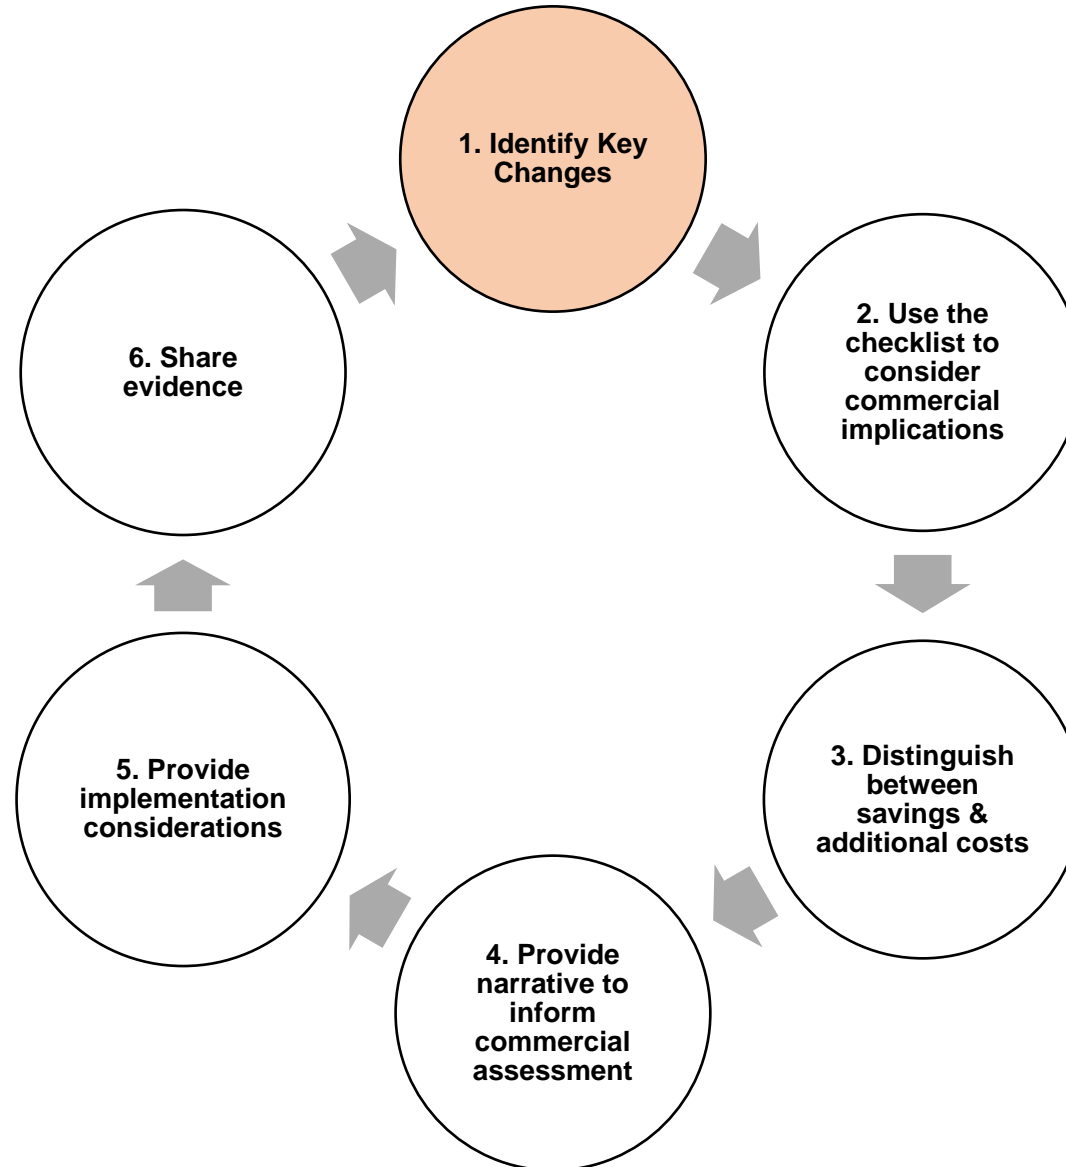 1. Identify Key
Changes
2. Use the
checklist to
consider
commercial
implications
3. Distinguish
between
savings &
additional costs
4. Provide
narrative to
inform
commercial
assessment
5. Provide
implementation
considerations
6. Share
evidence